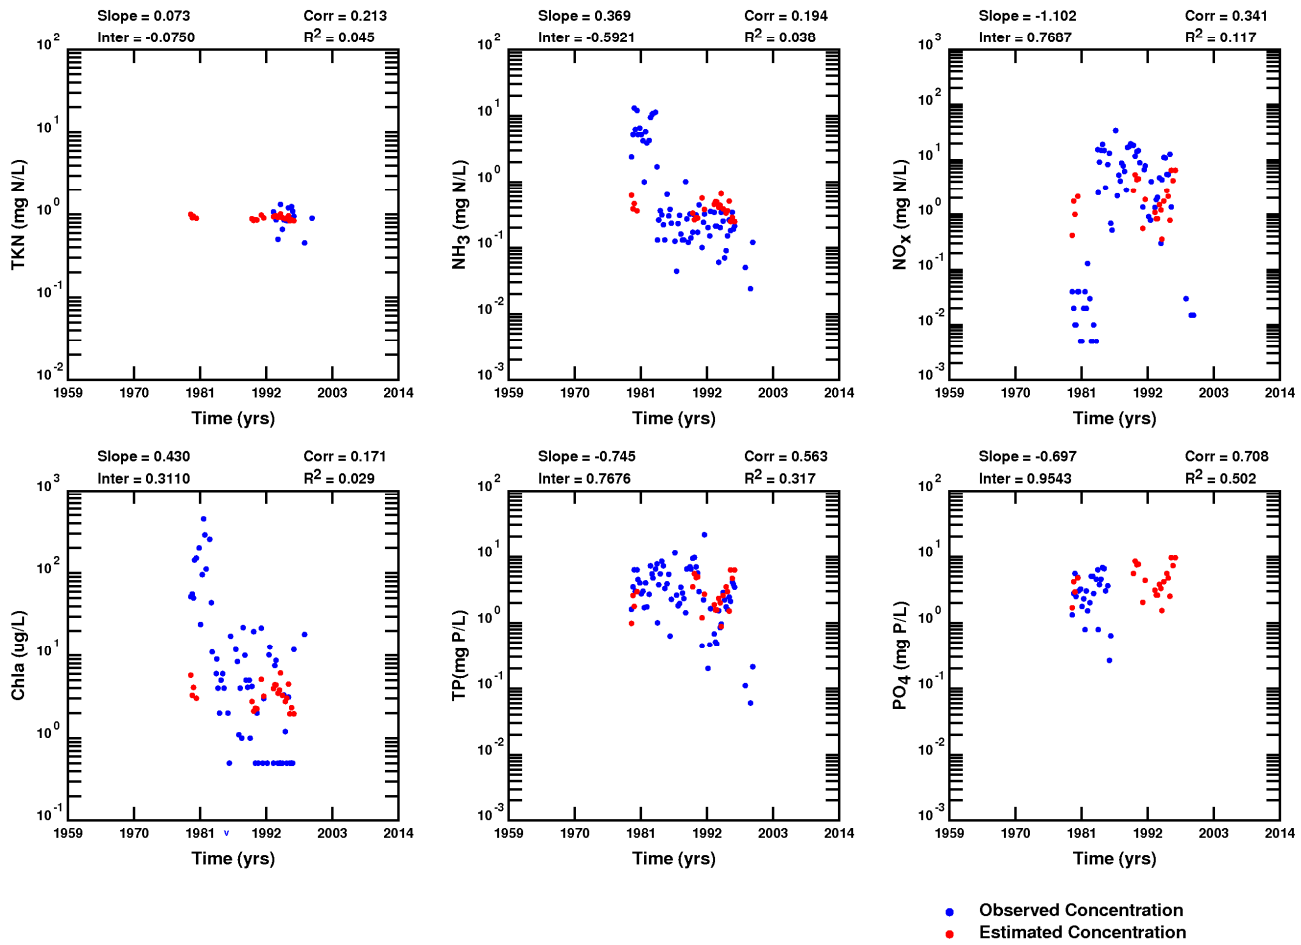 Slope = 0.073 Corr = 0.213 Slope = 0.369 Corr = 0.194 Slope = -1.102 Corr = 0.341
Inter = -0.0750 R2 = 0.045 Inter = -0.5921 R2 = 0.038 Inter = 0.7687 R2 = 0.117
TKN (mg N/L)
10 2
10 1
10 0
10 -1
10 -2
1959 1970 1981 1992 2003 2014
Time (yrs)
NH3 (mg N/L)
10 2
10 1
10 0
10 -1
10 -2
10 -3
1959 1970 1981 1992 2003 2014
Time (yrs)
NOx (mg N/L)
10 3
10 2
10 1
10 0
10 -1
10 -2
10 -3
1959 1970 1981 1992 2003 2014
Time (yrs)
Slope = 0.430 Corr = 0.171 Slope = -0.745 Corr = 0.563 Slope = -0.697 Corr = 0.708
Inter = 0.3110 R2 = 0.029 Inter = 0.7676 R2 = 0.317 Inter = 0.9543 R2 = 0.502
Chla (ug/L)
10 3
10 2
10 1
10 0
10 -1
1959 1970 1981 v 1992 2003 2014
Time (yrs)
TP(mg P/L)
10 2
10 1
10 0
10 -1
10 -2
10 -3
1959 1970 1981 1992 2003 2014
Time (yrs)
PO4 (mg P/L)
10 2
10 1
10 0
10 -1
10 -2
10 -3
1959 1970 1981 1992 2003 2014
Time (yrs)
Observed Concentration
Estimated Concentration